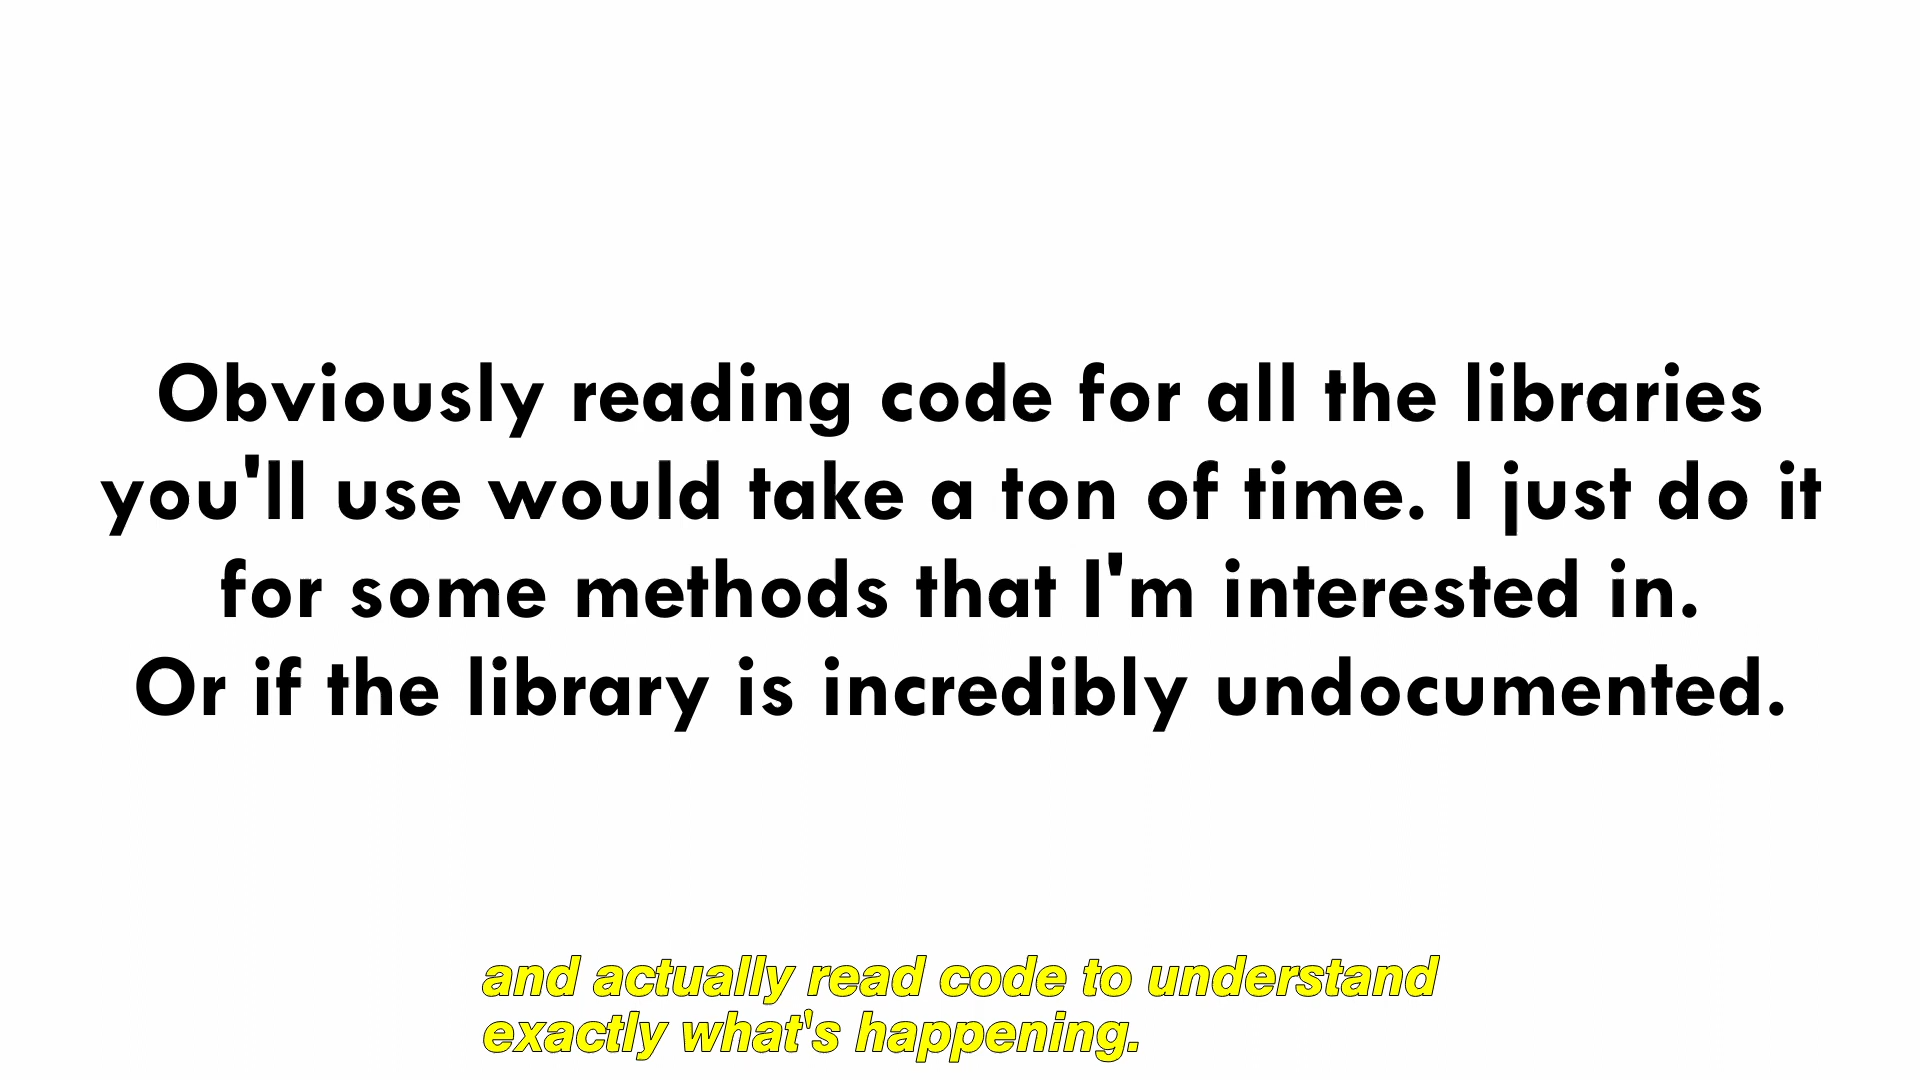 Obviously reading code for all the libraries
you'll use would take a ton of time. I just do it
for some methods that I'm interested in.
Or if the library is incredibly undocumented.
and actually read code to understand
exactly what's happening.